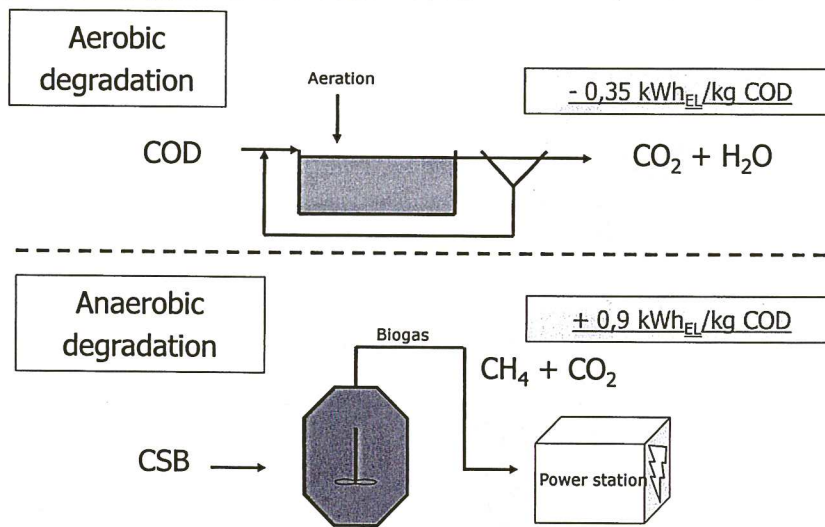 Aerobic
degradation
Aeration
- 0,35 kWhEL/kg COD
COD
CO2 + H2O
Anaerobic
degradation
Biogas
+ 0,9 kWhEL/kg COD
CH4 + CO2
CSB
Power station